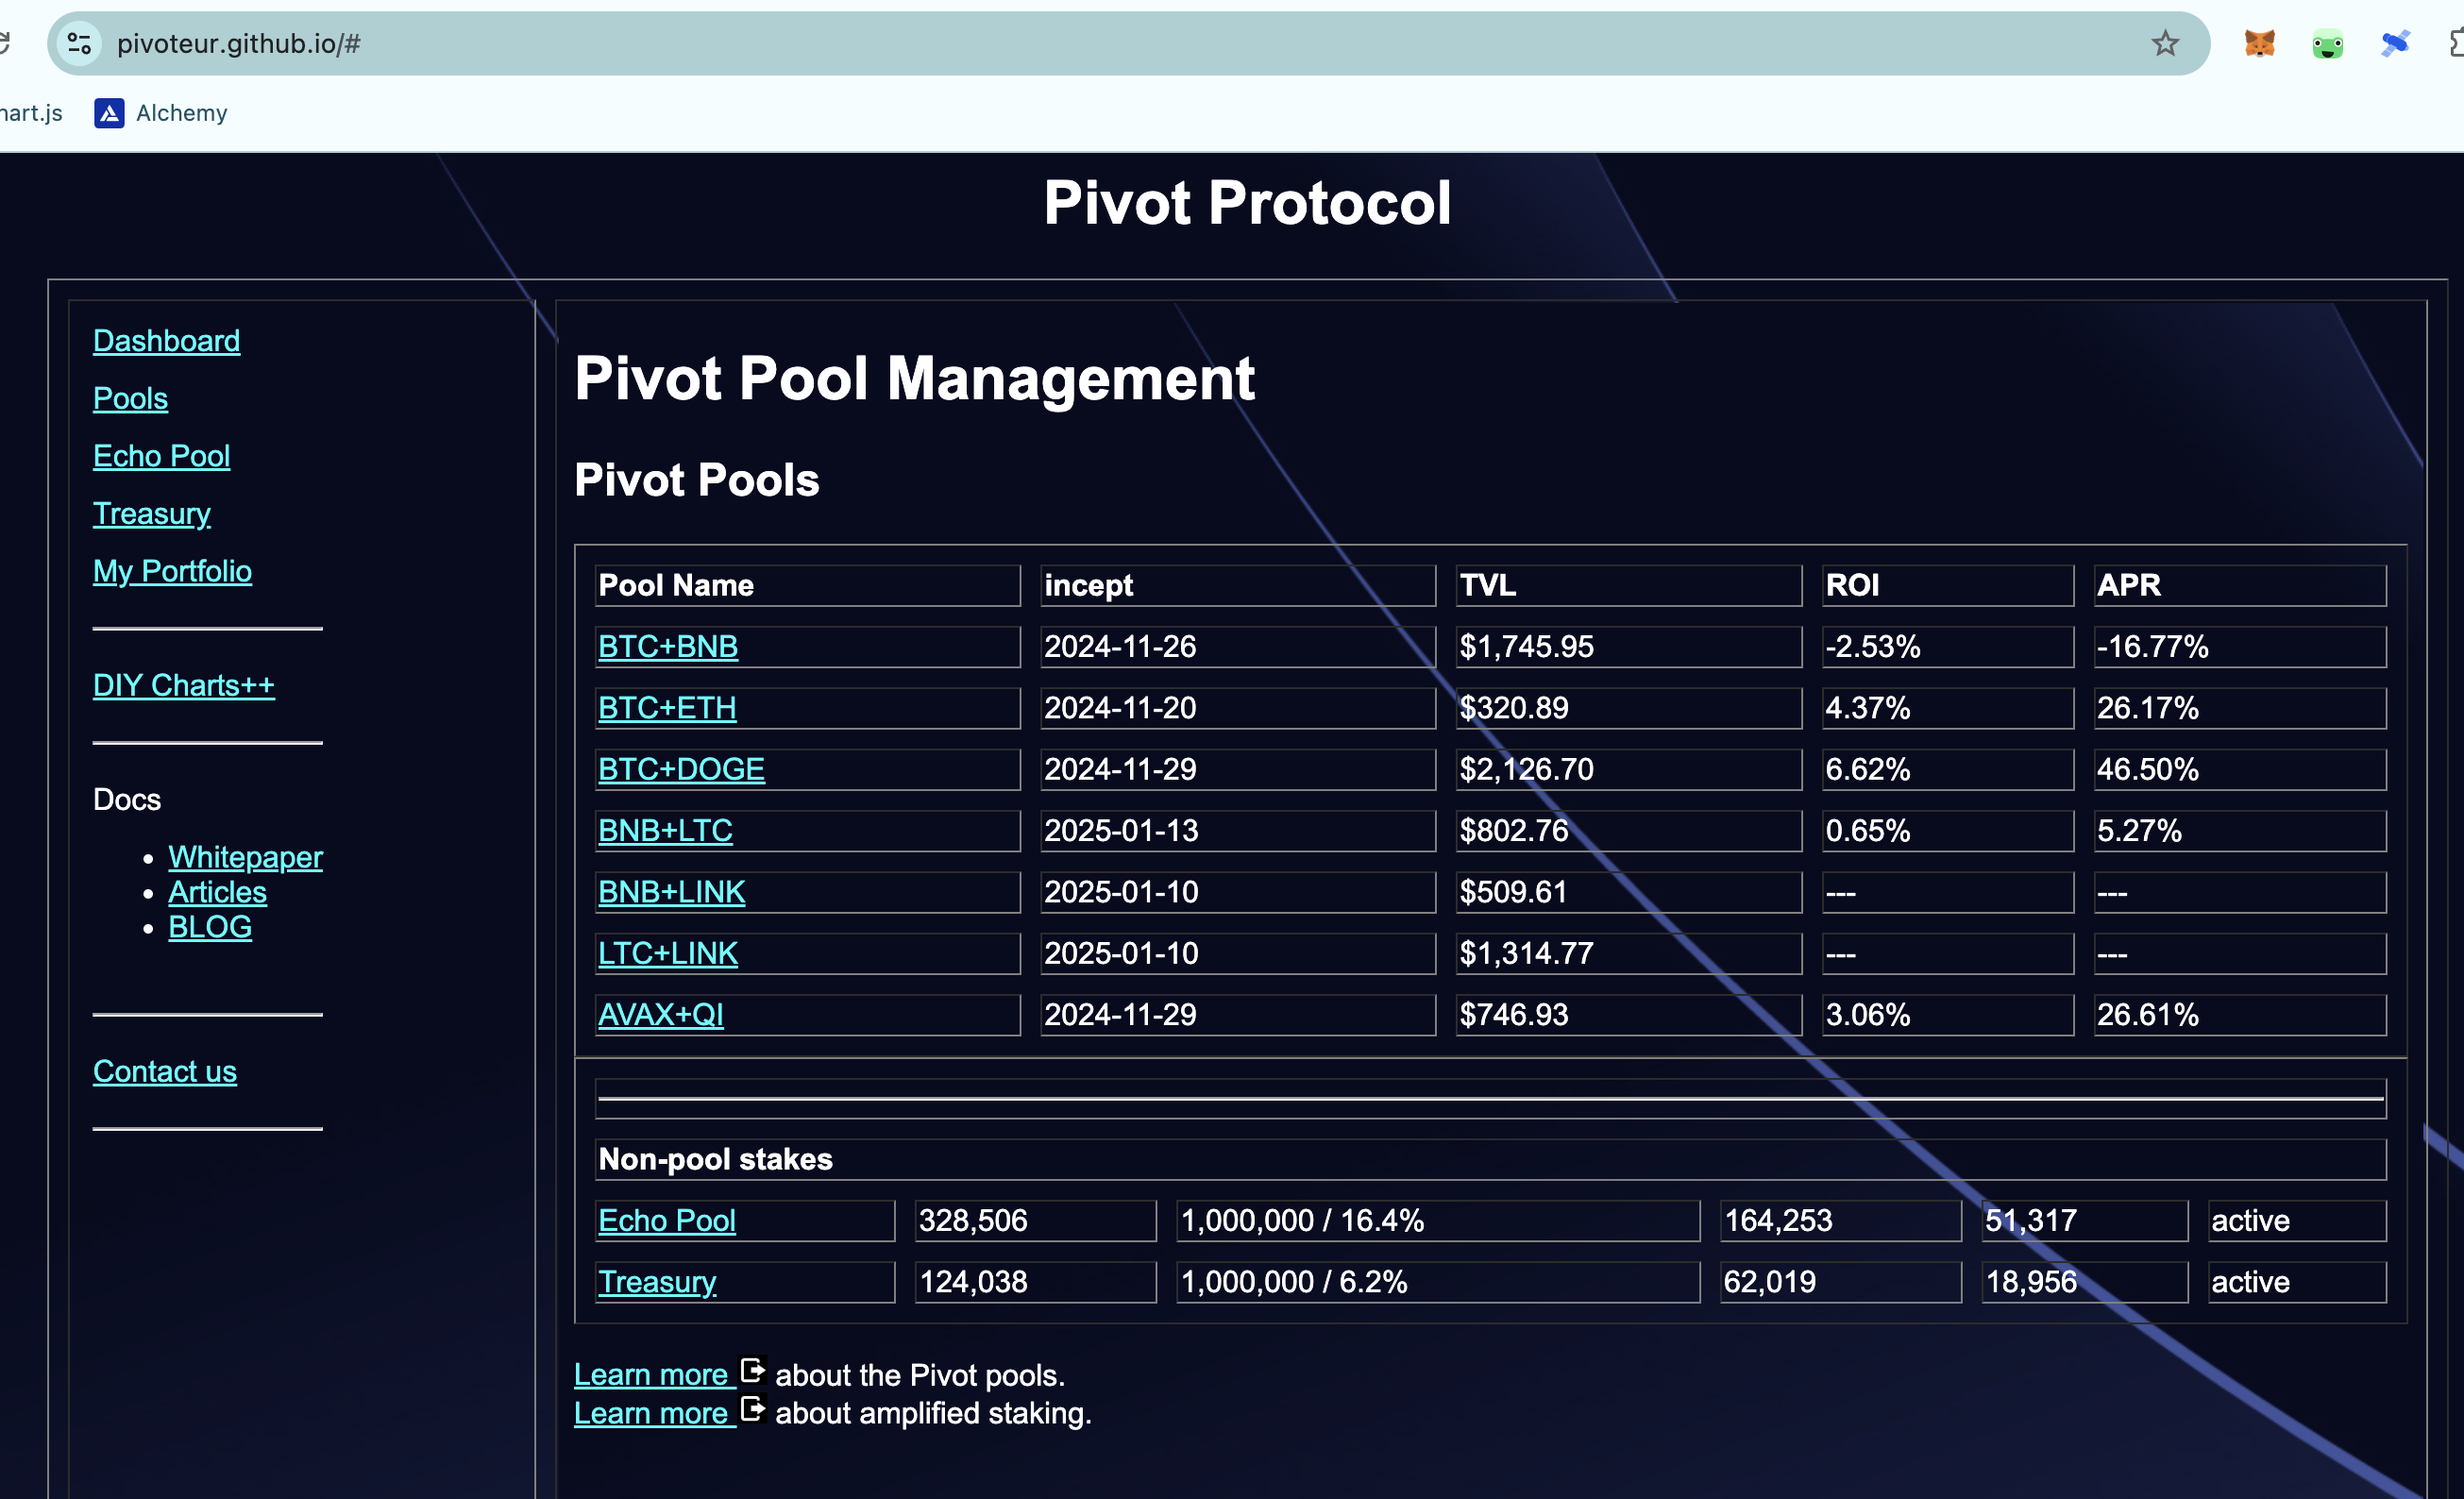 pivoteur.github.io/#
hart.js Alchemy
Pivot Protocol
Dashboard
Pools
Echo Pool
Treasury
My Portfolio
DIY Charts++
Docs
Whitepaper
Articles
BLOG
Contact us
Pivot Pool Management
Pivot Pools
Pool Name incept TVL ROI APR
BTC+BNB 2024-11-26 $1,745.95 -2.53% -16.77%
BTC+ETH 2024-11-20 $320.89 4.37% 26.17%
BTC+DOGE 2024-11-29 $2,126.70 6.62% 46.50%
BNB+LTC 2025-01-13 $802.76 0.65% 5.27%
BNB+LINK 2025-01-10 $509.61 --- ---
LTC+LINK 2025-01-10 $1,314.77 --- ---
AVAX+QI 2024-11-29 $746.93 3.06% 26.61%
Non-pool stakes
Echo Pool 328,506 1,000,000 / 16.4% 164,253 51,317 active
Treasury 124,038 1,000,000 / 6.2% 62,019 18,956 active
Learn more about the Pivot pools.
Learn more about amplified staking.